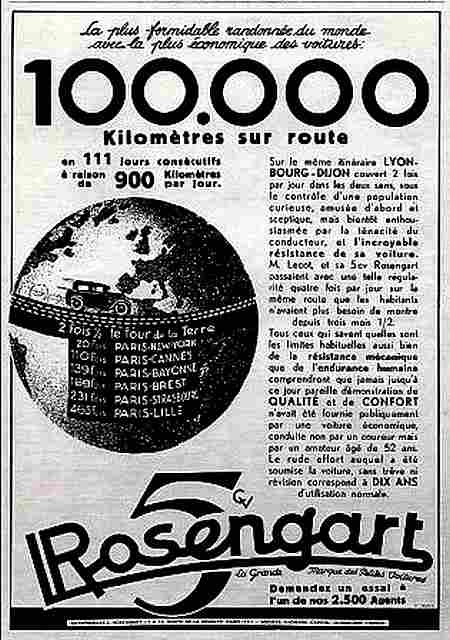 La plus formidable randonnée du monde
avec la plus économique des voitures:
100.000
Kilomètres sur route
en 111 jours consécutifs
à raison de 900 Kilomètres par jour.
2 fois ½ le Tour de la Terre
20 fois PARIS-NEW-YORK
110 fois PARIS-CANNES
139 fois PARIS-BAYONNE
PARIS-BREST
231 fois PARIS-STRASBOURG
PARIS-LILLE
Sur le même itinéraire LYON-
BOURG-DIJON couvert 2 fois
par jour dans les deux sens, sous
le contrôle d'une population
curieuse, amusée d'abord et
sceptique, mais bientôt enthou-
siasmée par la ténacité du
conducteur, et l'incroyable
résistance de sa voiture.
M. Lecot, et sa 5cv Rosengart
passaient avec une telle régula-
rité quatre fois par jour sur la
même route que les habitants
n'avaient plus besoin de montre
depuis trois mois 1/2.
Tous ceux qui savent quelles sont
les limites habituelles aussi bien
de la résistance mécanique
que de l'endurance humaine
comprendront que jamais jusqu'à
ce jour pareille démonstration de
QUALITÉ et de CONFORT
n'avait été fournie publiquement
par une voiture économique,
conduite non par un coureur mais
par un amateur âgé de 52 ans.
Le rude effort auquel a été
soumise la voiture, sans trêve ni
révision correspond à DIX ANS
d'utilisation normale.
5 CV
Rosengart
La Grande Marque des Petites Voitures
Demandez un essai à
l'un de nos 2.500 Agents